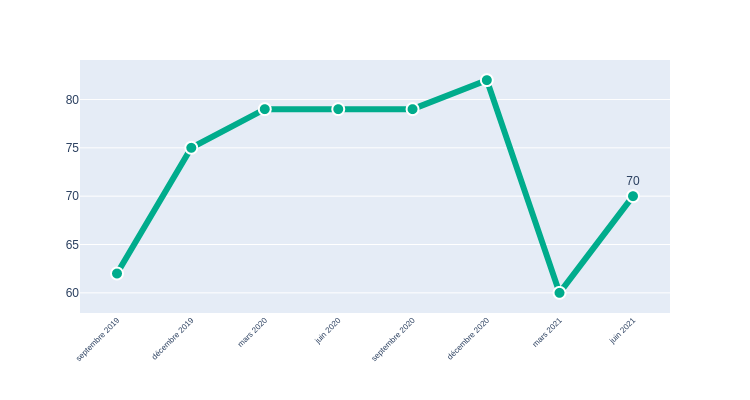 80
75
70
70
65
60
septembre 2019
décembre 2019
mars 2020
juin 2020
septembre 2020
décembre 2020
mars 2021
juin 2021